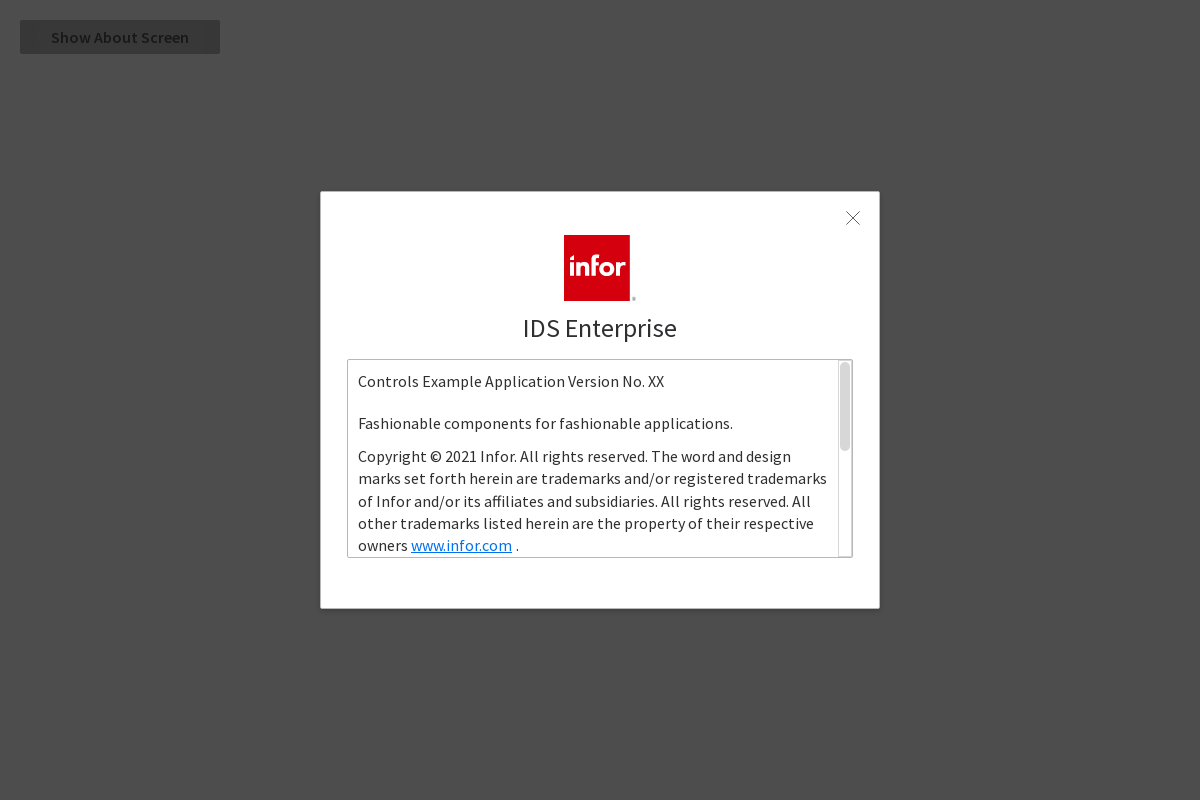 Show About Screen
infor
IDS Enterprise
Controls Example Application Version No. XX
Fashionable components for fashionable applications.
Copyright © 2021 Infor. All rights reserved. The word and design
marks set forth herein are trademarks and/or registered trademarks
of Infor and/or its affiliates and subsidiaries. All rights reserved. All
other trademarks listed herein are the property of their respective
owners www.infor.com .